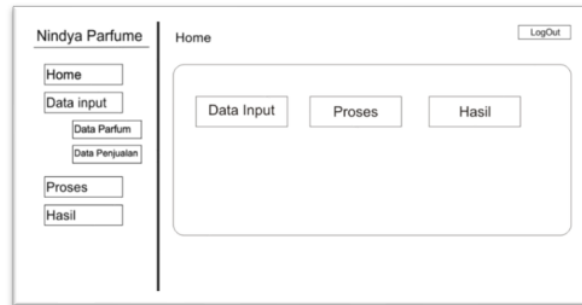 Nindya Parfume
Home
Data input
Data Parfum
Data Penjualan
Proses
Hasil
Home
LogOut
Data Input
Proses
Hasil